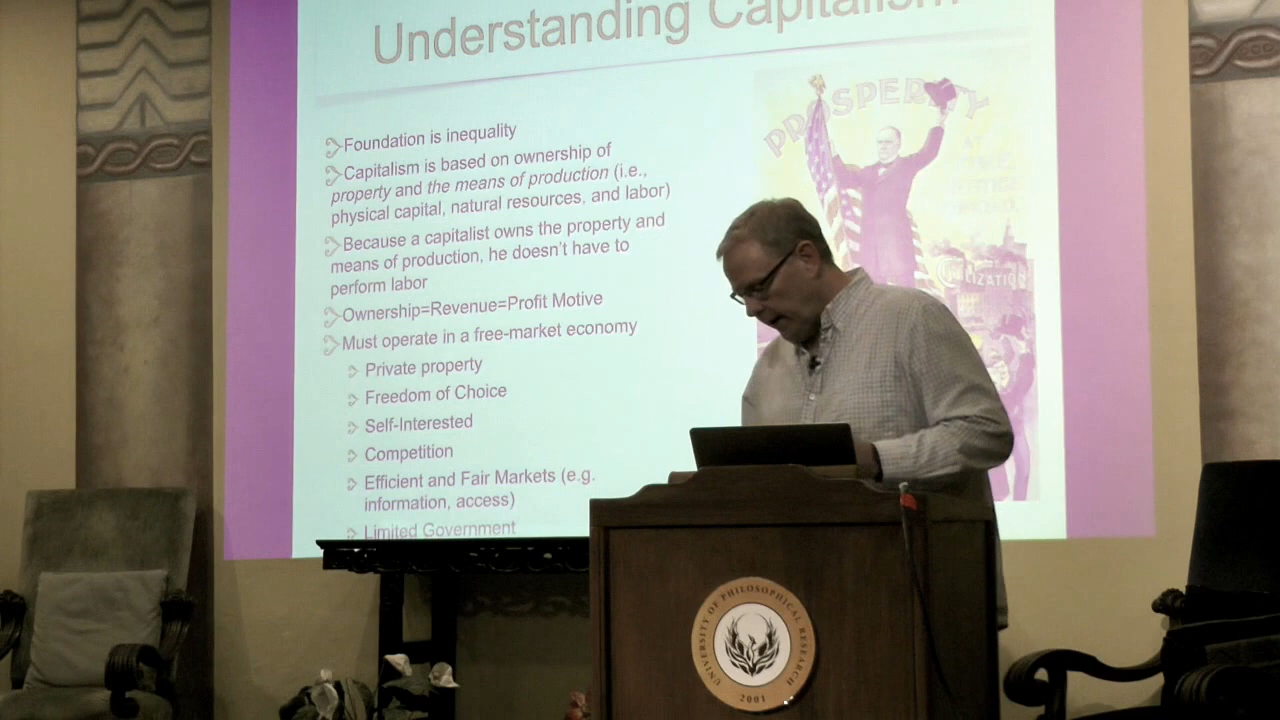 Understanding Capitalism
Foundation is inequality
Capitalism is based on ownership of
property and the means of production (i.e.,
physical capital, natural resources, and labor)
Because a capitalist owns the property and
means of production, he doesn't have to
perform labor
Ownership=Revenue=Profit Motive
Must operate in a free-market economy
Private property
Freedom of Choice
Self-Interested
Competition
Efficient and Fair Markets (e.g.
information, access)
Limited Government
PROSPERITY
CIVILIZATION
UNIVERSITY OF PHILOSOPHICAL RESEARCH
2001